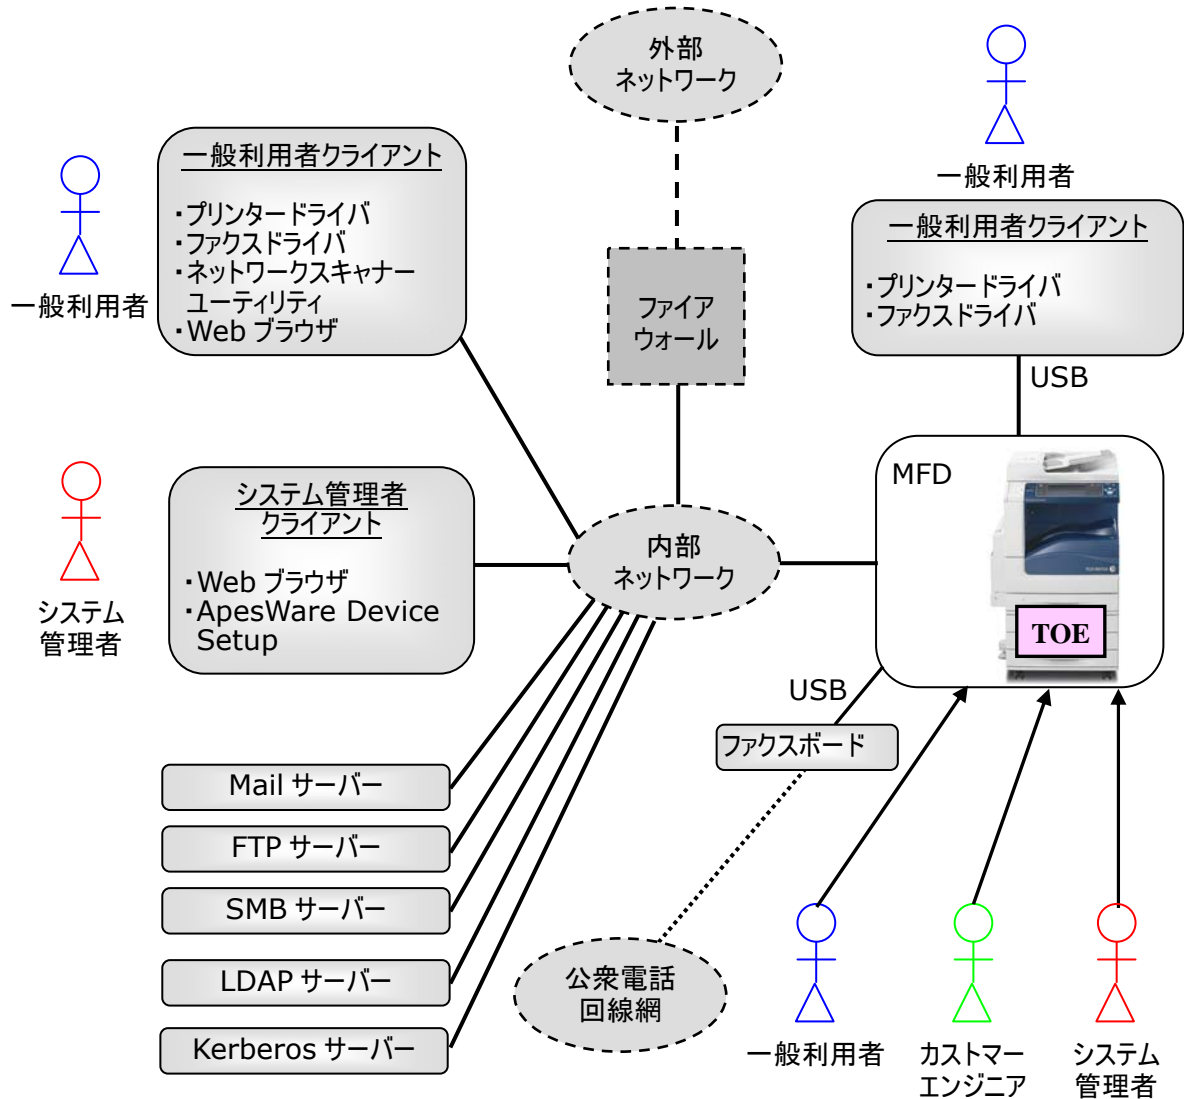 外部
ネットワーク
一般利用者
一般利用者クライアント
・プリンタードライバ
・ファクスドライバ
・ネットワークスキャナー
ユーティリティ
・Web ブラウザ
一般利用者
一般利用者クライアント
・プリンタードライバ
・ファクスドライバ
ファイア
ウォール
USB
MFD
TOE
システム管理者
クライアント
・Web ブラウザ
・ApesWare Device
Setup
システム
管理者
内部
ネットワーク
USB
ファクスボード
Mail サーバー
FTP サーバー
SMB サーバー
LDAP サーバー
Kerberos サーバー
公衆電話
回線網
一般利用者
カストマー
エンジニア
システム
管理者